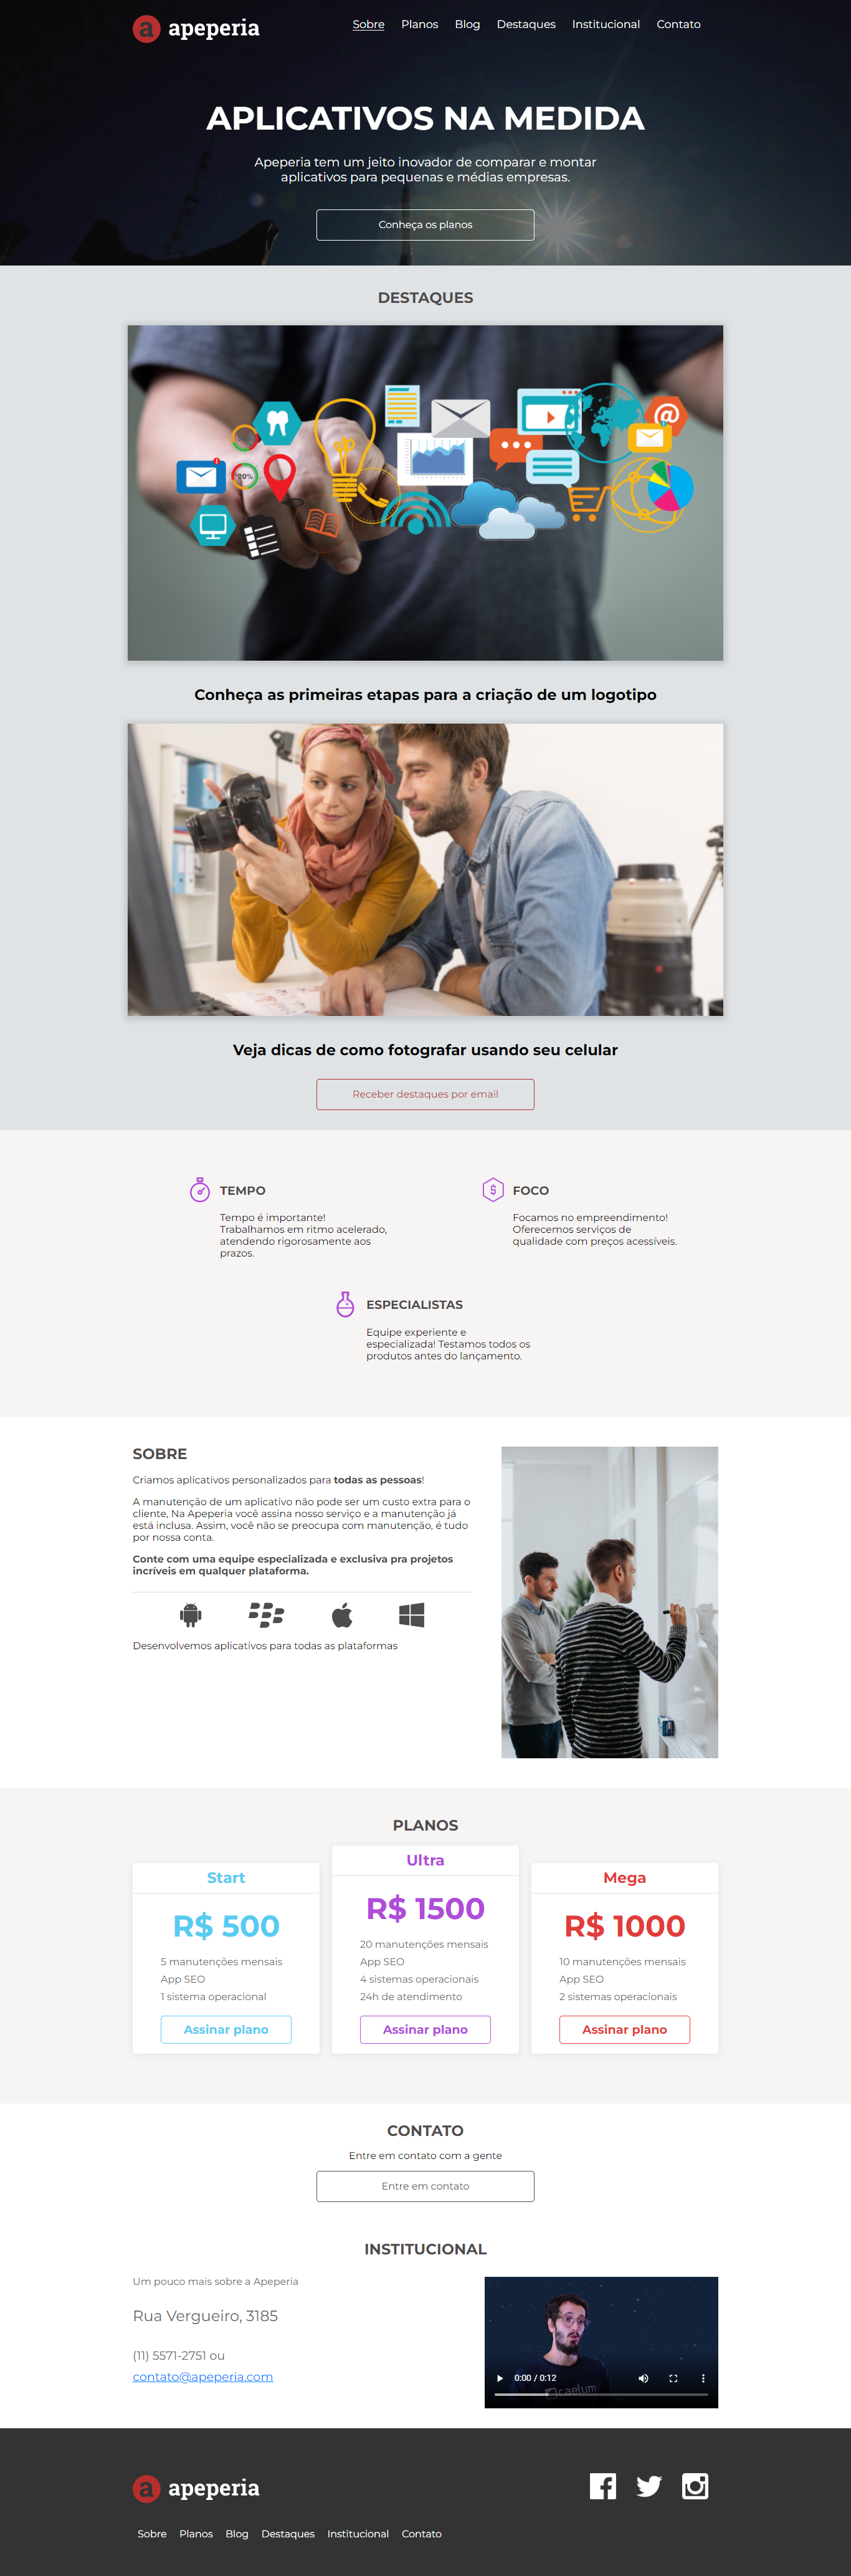 a apeperia
Sobre Planos Blog Destaques Institucional Contato
APLICATIVOS NA MEDIDA
Apeperia tem um jeito inovador de comparar e montar
aplicativos para pequenas e médias empresas.
Conheça os planos
DESTAQUES
@
20%
Conheça as primeiras etapas para a criação de um logotipo
Veja dicas de como fotografar usando seu celular
Receber destaques por email
TEMPO
Tempo é importante!
Trabalhamos em ritmo acelerado,
atendendo rigorosamente aos
prazos.
$
FOCO
Focamos no empreendimento!
Oferecemos serviços de
qualidade com preços acessíveis.
ESPECIALISTAS
Equipe experiente e
especializada! Testamos todos os
produtos antes do lançamento.
SOBRE
Criamos aplicativos personalizados para todas as pessoas!
A manutenção de um aplicativo não pode ser um custo extra para o
cliente, Na Apeperia você assina nosso serviço e a manutenção já
está inclusa. Assim, você não se preocupa com manutenção, é tudo
por nossa conta.
Conte com uma equipe especializada e exclusiva pra projetos
incríveis em qualquer plataforma.
Desenvolvemos aplicativos para todas as plataformas
PLANOS
Start
R$ 500
5 manutenções mensais
App SEO
1 sistema operacional
Assinar plano
Ultra
R$ 1500
20 manutenções mensais
App SEO
4 sistemas operacionais
24h de atendimento
Assinar plano
Mega
R$ 1000
10 manutenções mensais
App SEO
2 sistemas operacionais
Assinar plano
CONTATO
Entre em contato com a gente
Entre em contato
INSTITUCIONAL
Um pouco mais sobre a Apeperia
Rua Vergueiro, 3185
(11) 5571-2751 ou
contato@apeperia.com
0:00 / 0:12
caelum
a apeperia
Sobre Planos Blog Destaques Institucional Contato